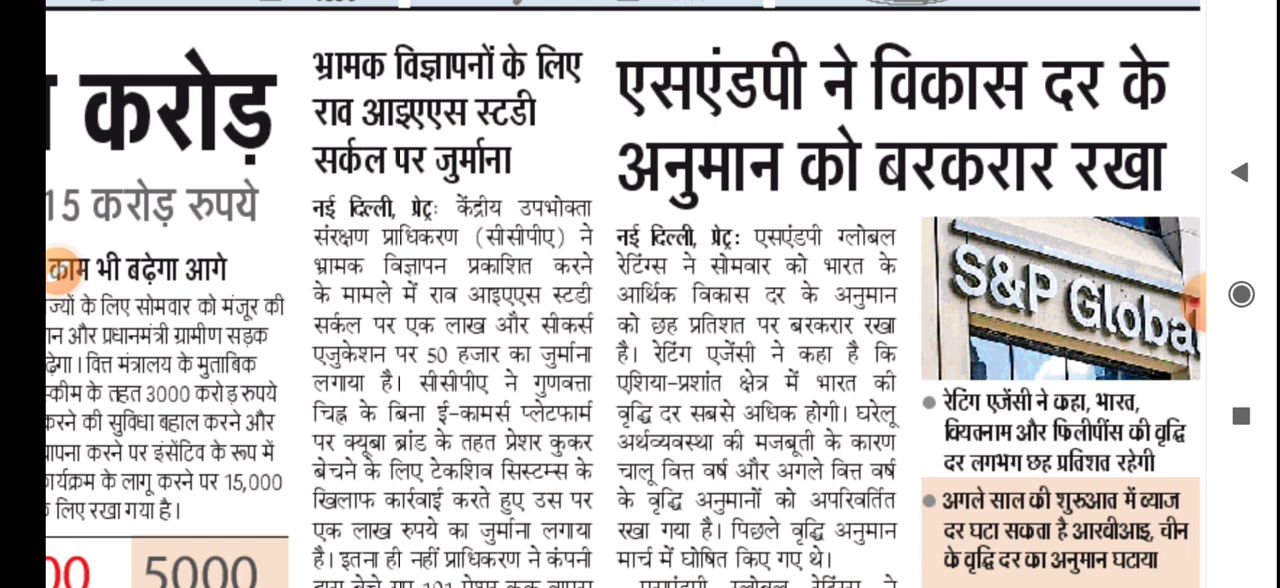 करोड़
15 करोड़ रुपये
काम भी बढ़ेगा आगे
ज्यों के लिए सोमवार को मंजूर की
न और प्रधानमंत्री ग्रामीण सड़क
ढ़ेगा। वित्त मंत्रालय के मुताबिक
स्कीम के तहत 3000 करोड़ रुपये
करने की सुविधा बहाल करने और
ापना करने पर इंसेंटिव के रूप में
ार्यक्रम के लागू करने पर 15,000
लिए रखा गया है।
00 5000
भ्रामक विज्ञापनों के लिए
राव आइएएस स्टडी
सर्कल पर जुर्माना
नई दिल्ली, प्रेट्रः केंद्रीय उपभोक्ता
संरक्षण प्राधिकरण (सीसीपीए) ने
भ्रामक विज्ञापन प्रकाशित करने
के मामले में राव आइएएस स्टडी
सर्कल पर एक लाख और सीकर्स
एजुकेशन पर 50 हजार का जुर्माना
लगाया है। सीसीपीए ने गुणवत्ता
चिह्न के बिना ई-कामर्स प्लेटफार्म
पर क्यूबा ब्रांड के तहत प्रेशर कुकर
बेचने के लिए टेकशिव सिस्टम्स के
खिलाफ कार्रवाई करते हुए उस पर
एक लाख रुपये का जुर्माना लगाया
है। इतना ही नहीं प्राधिकरण ने कंपनी
एसएंडपी ने विकास दर के
अनुमान को बरकरार रखा
नई दिल्ली, प्रेट्रः एसएंडपी ग्लोबल
रेटिंग्स ने सोमवार को भारत के
आर्थिक विकास दर के अनुमान
को छह प्रतिशत पर बरकरार रखा
है। रेटिंग एजेंसी ने कहा है कि
एशिया-प्रशांत क्षेत्र में भारत की
वृद्धि दर सबसे अधिक होगी। घरेलू
अर्थव्यवस्था की मजबूती के कारण
चालू वित्त वर्ष और अगले वित्त वर्ष
के वृद्धि अनुमानों को अपरिवर्तित
रखा गया है। पिछले वृद्धि अनुमान
मार्च में घोषित किए गए थे।
एसएंडपी ग्लोबल रेटिंग्स ने
S&P Global
रेटिंग एजेंसी ने कहा, भारत,
वियतनाम और फिलीपींस की वृद्धि
दर लगभग छह प्रतिशत रहेगी
अगले साल की शुरुआत में ब्याज
दर घटा सकता है आरबीआइ, चीन
के वृद्धि दर का अनुमान घटाया